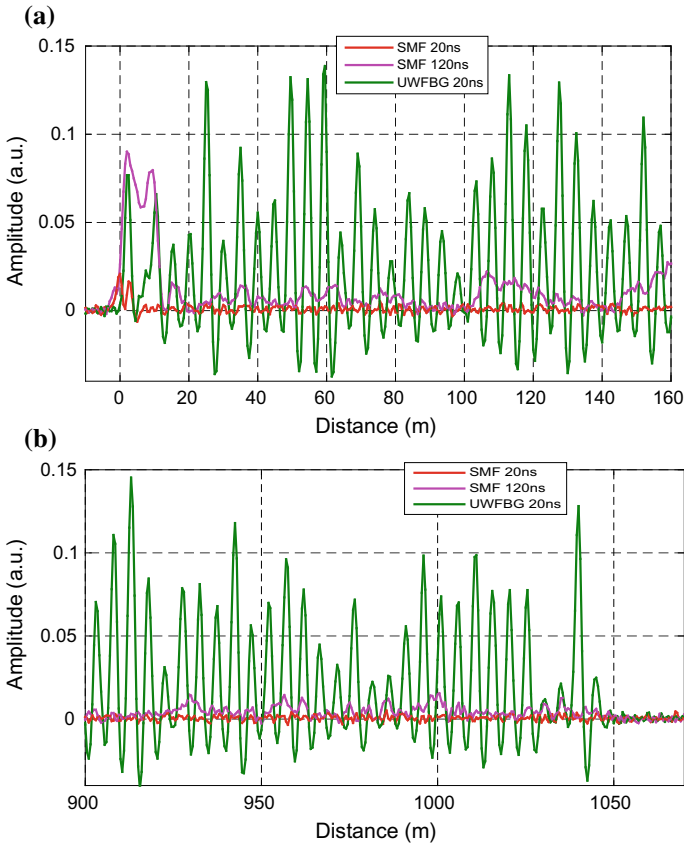 (a)
0.15
0.1
0.05
0
Amplitude (a.u.)
SMF 20ns
SMF 120ns
UWFBG 20ns
0 20 40 60 80 100 120 140 160
Distance (m)
(b)
0.15
0.1
0.05
0
Amplitude (a.u.)
SMF 20ns
SMF 120ns
UWFBG 20ns
900 950 1000 1050
Distance (m)